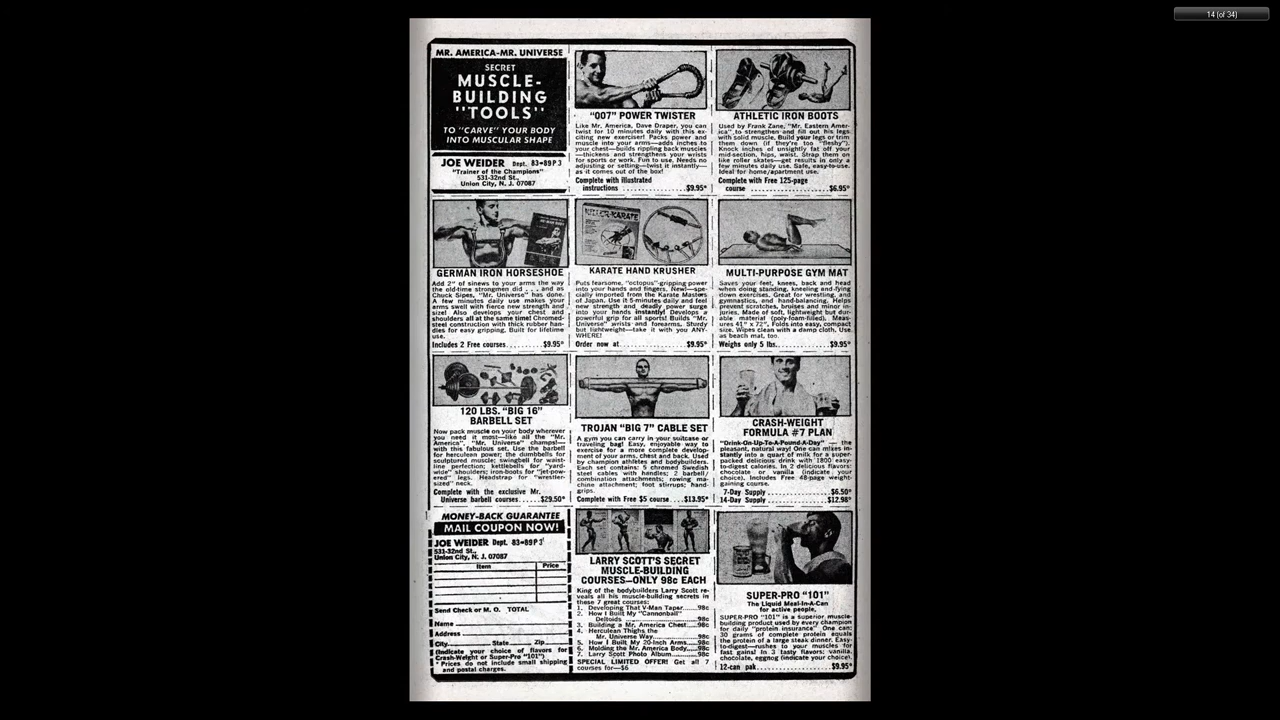 14 (of 34)
MR. AMERICA-MR. UNIVERSE
SECRET
MUSCLE-
BUILDING
"TOOLS"
TO "CARVE" YOUR BODY
INTO MUSCULAR SHAPE
JOE WEIDER Dept. 83-89P3
"Trainer of the Champions"
531-32nd St.,
Union City, N. J. 07087
"007" POWER TWISTER
Like Mr. America, Dave Draper, you can
twist for 10 minutes daily with this ex-
citing new exerciser! Packs power and
muscle into your arms—adds inches to
your chest—builds rippling back muscles
—thickens and strengthens your wrists
for sports or work. Fun to use. Needs no
adjusting or setting—twist it instantly—
as it comes out of the box!
Complete with illustrated
instructions ....................$9.95*
ATHLETIC IRON BOOTS
Used by Frank Zane, "Mr. Eastern Amer-
ica", to strengthen and fill out his legs
with solid muscle. Build your legs or trim
them down (if they're too "fleshy").
Knock inches of unsightly fat off your
mid-section, hips, waist. Strap them on
like roller skates—get results in only a
few minutes daily use. Safe, easy-to-use.
Ideal for home/apartment use.
Complete with Free 125-page
course ....................$6.95*
GERMAN IRON HORSESHOE
Add 2" of sinews to your arms the way
the old-time strongmen did . . . and as
Chuck Sipes, "Mr. Universe" has done.
A few minutes daily use makes your
arms swell with fierce new strength and
size! Also develops your chest and
shoulders all at the same time! Chromed-
steel construction with thick rubber han-
dles for easy gripping. Built for lifetime
use.
Includes 2 Free courses..........$9.95*
KILLER-KARATE
KARATE HAND KRUSHER
Puts fearsome, "octopus"-gripping power
into your hands and fingers. New!—spe-
cially imported from the Karate Masters
of Japan. Use it 5-minutes daily and feel
new strength and deadly power surge
into your hands instantly! Develops a
powerful grip for all sports! Builds "Mr.
Universe" wrists and forearms. Sturdy
but lightweight—take it with you ANY-
WHERE!
Order now at ....................$9.95*
MULTI-PURPOSE GYM MAT
Saves your feet, knees, back and head
when doing standing, kneeling and-lying
down exercises. Great for wrestling, and
gymnastics, and hand-balancing. Helps
prevent scratches, bruises and minor in-
juries. Made of soft, lightweight but dur-
able material (poly-foam-filled). Meas-
ures 41" x 72". Folds into easy, compact
size. Wipes clean with a damp cloth. Use
as beach mat, too.
Weighs only 5 lbs................$9.95*
120 LBS. "BIG 16"
BARBELL SET
Now pack muscle on your body wherever
you need it most—like all the "Mr.
America", "Mr. Universe" champs!—
with this fabulous set. Use the barbell
for herculean power; the dumbbells for
sculptured muscle; swingbell for waist-
line perfection; kettlebells for "yard-
wide" shoulders; iron-boots for "jet-pow-
ered" legs. Headstrap for "wrestler-
sized" neck.
Complete with the exclusive Mr.
Universe barbell courses......$29.50*
TROJAN "BIG 7" CABLE SET
A gym you can carry in your suitcase or
traveling bag! Easy, enjoyable way to
exercise for a more complete develop-
ment of your arms, chest and back. Used
by champion athletes and bodybuilders.
Each set contains: 5 chromed Swedish
steel cables with handles; 2 barbell/
combination attachments; rowing ma-
chine attachment; foot stirrups; hand-
grips.
Complete with Free $5 course....$13.95*
CRASH-WEIGHT
FORMULA #7 PLAN
"Drink-On-Up-To-A-Pound-A-Day" — the
pleasant, natural way! One can mixes in-
stantly into a quart of milk for a super-
packed delicious drink with 1800 easy-
to-digest calories. In 2 delicious flavors:
chocolate or vanilla (indicate your
choice). Includes Free 48-page weight-
gaining course.
7-Day Supply ....................$6.50*
14-Day Supply ....................$12.98*
MONEY-BACK GUARANTEE
MAIL COUPON NOW!
JOE WEIDER Dept. 83-89P3
531-32nd St.,
Union City, N. J. 07087
Item Price
Send Check or M. O. TOTAL
Name
Address
City State Zip
(Indicate your choice of flavors for
Crash-Weight or Super-Pro "101")
* Prices do not include small shipping
and postal charges.
LARRY SCOTT'S SECRET
MUSCLE-BUILDING
COURSES—ONLY 98c EACH
King of the bodybuilders Larry Scott re-
veals all his muscle-building secrets in
these 7 great courses:
1. Developing That V-Man Taper....98c
2. How I Built My "Cannonball"
Deltoids ....................98c
3. Building a Mr. America Chest....98c
4. Herculean Thighs the
Mr. Universe Way....................98c
5. How I Built My 20-Inch Arms....98c
6. Molding the Mr. America Body....98c
7. Larry Scott Photo Album..........98c
SPECIAL LIMITED OFFER! Get all 7
courses for—$6
SUPER-PRO "101"
The Liquid Meal-In-A-Can
for active people,
SUPER-PRO "101" is a superior muscle-
building product used by every champion
for daily "protein insurance" One can:
30 grams of complete protein equals
the protein of a large steak dinner. Easy-
to-digest—rushes to your muscles for
fast gains! In 3 tasty flavors: vanilla,
chocolate, eggnog (indicate your choice).
12-can pak....................$9.95*